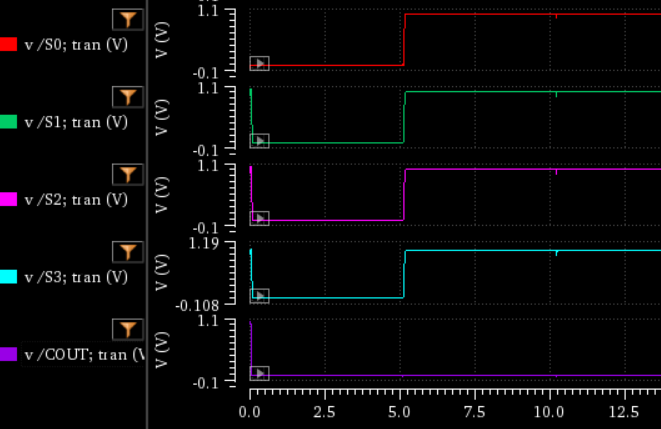 1.1
v /S0; tran (V)
V (V)
-0.1
1.1
v /S1; tran (V)
V (V)
-0.1
1.1
v /S2; tran (V)
V (V)
-0.1
1.19
v /S3; tran (V)
V (V)
-0.108
1.1
v /COUT; tran (V
V (V)
-0.1
0.0 2.5 5.0 7.5 10.0 12.5